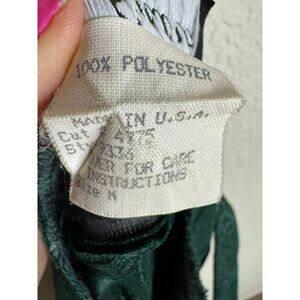 100% POLYESTER
MADE IN U.S.A.
Cut
FOR CARE
INSTRUCTIONS
Size M